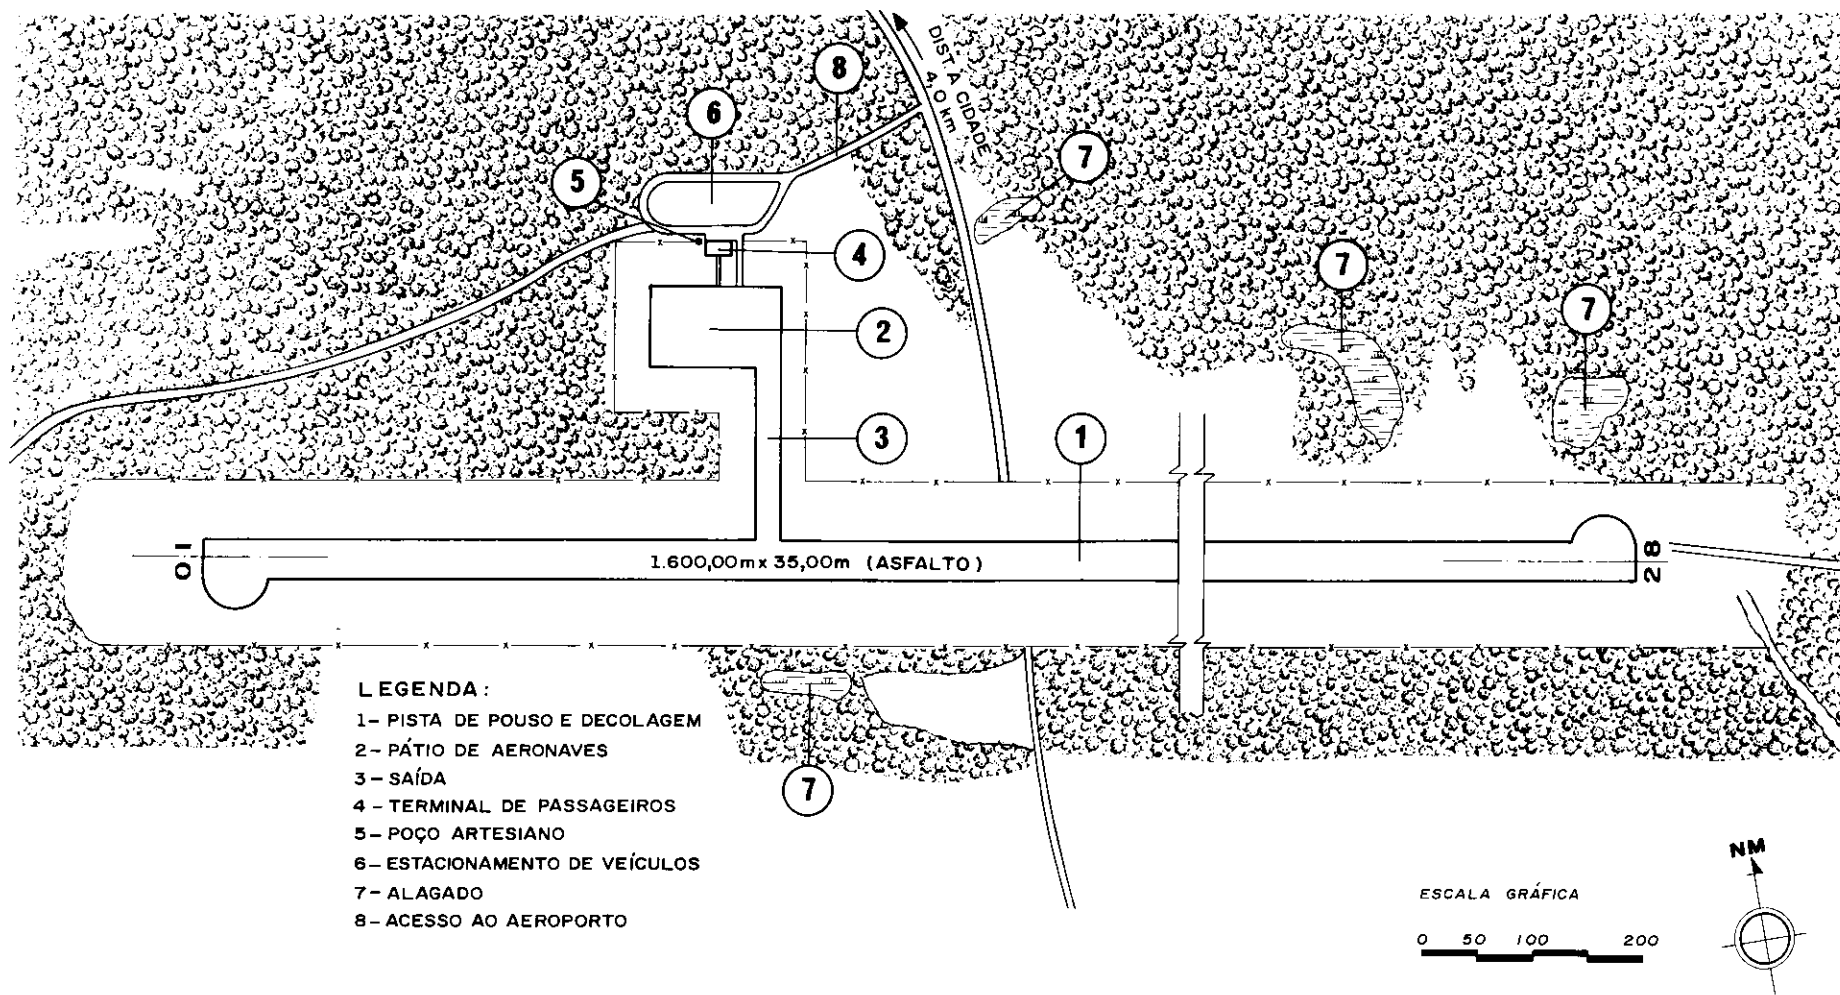 8
DIST. À CIDADE
4.0 km
6
7
5
4
7
7
2
3
1
01
1.600,00m x 35,00m (ASFALTO)
28
LEGENDA:
1- PISTA DE POUSO E DECOLAGEM
2- PÁTIO DE AERONAVES
3- SAÍDA
4- TERMINAL DE PASSAGEIROS
5- POÇO ARTESIANO
6- ESTACIONAMENTO DE VEÍCULOS
7- ALAGADO
8- ACESSO AO AEROPORTO
7
NM
ESCALA GRÁFICA
0 50 100 200